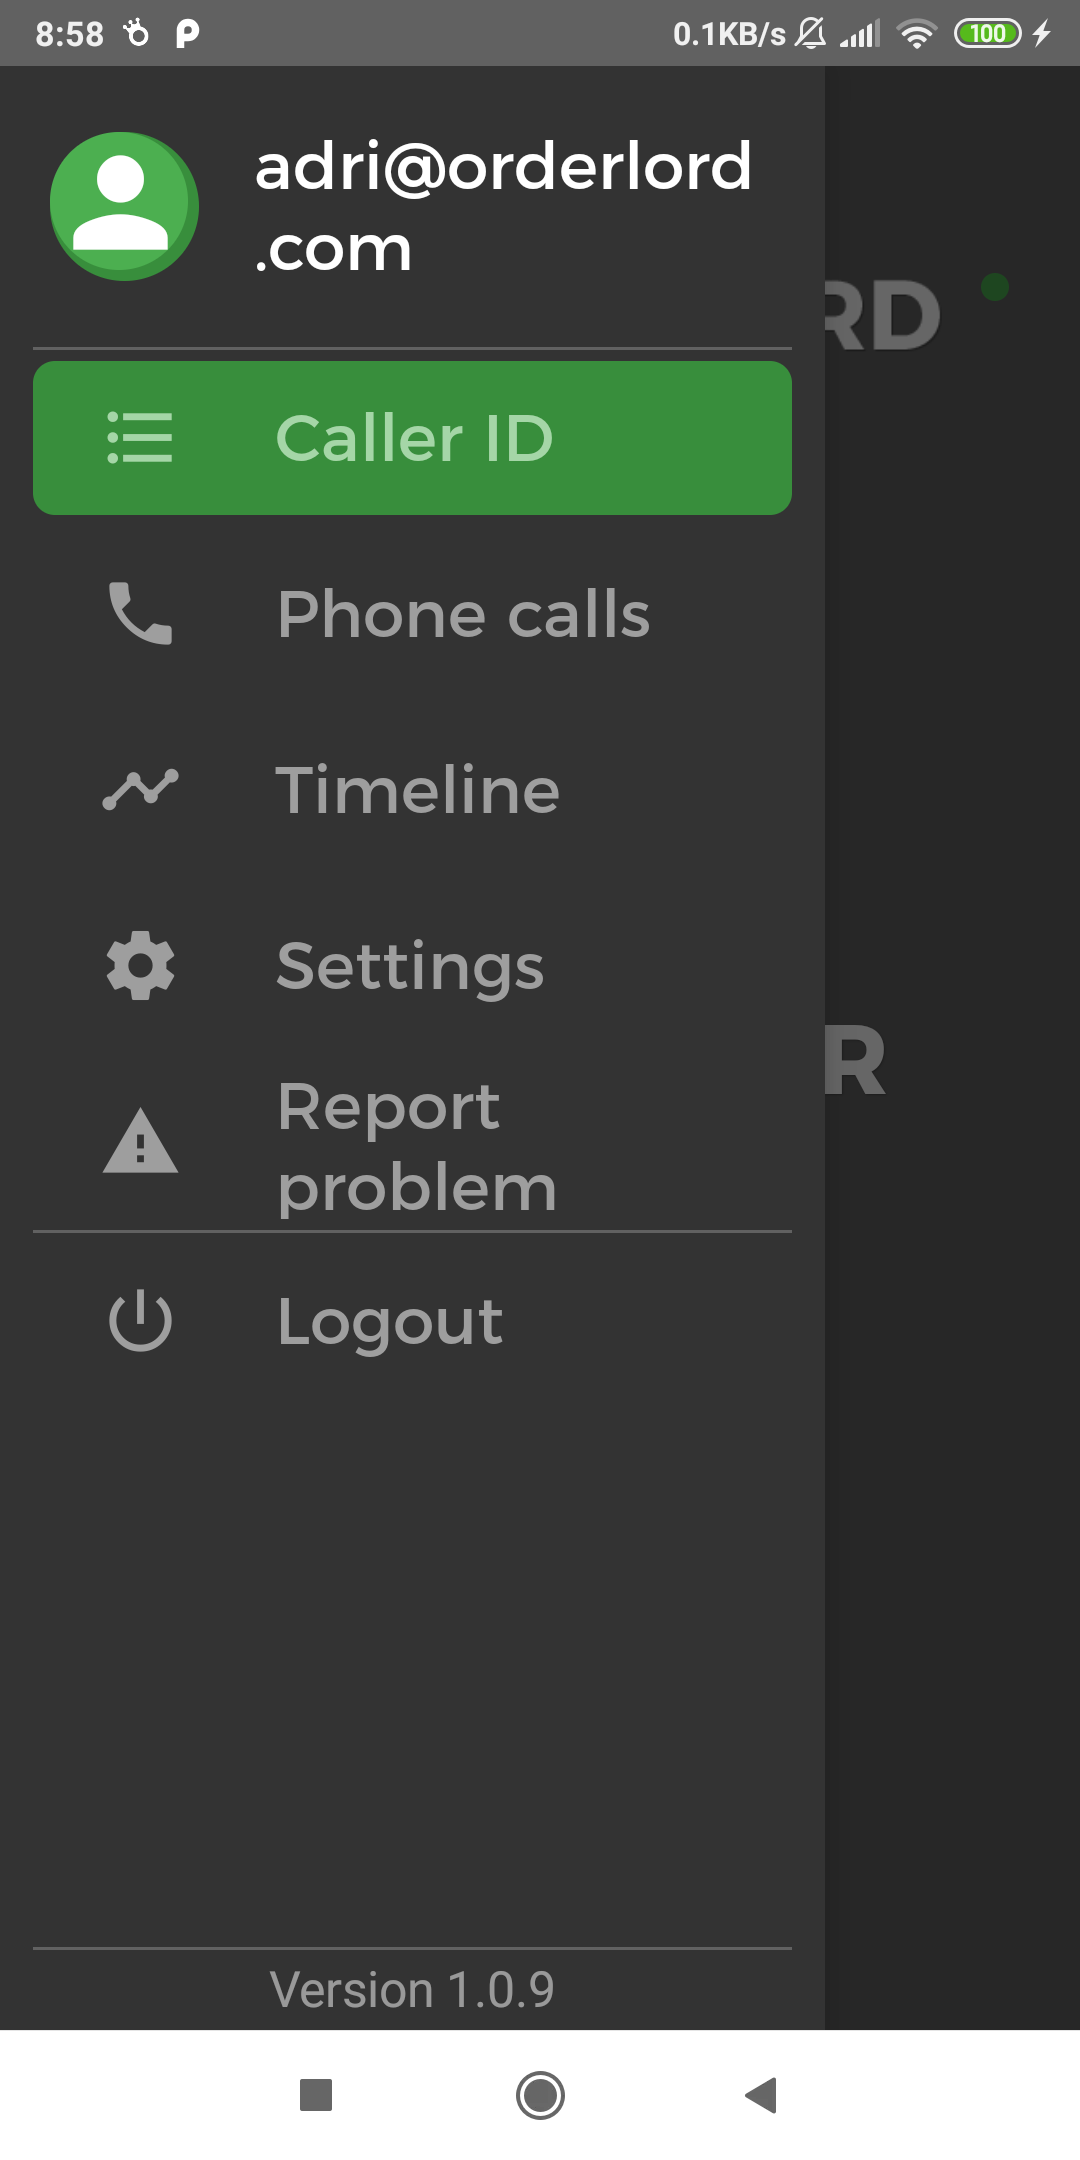 8:58 0.1KB/s 100
adri@orderlord
.com
RD
Caller ID
Phone calls
Timeline
Settings
R
Report
problem
Logout
Version 1.0.9